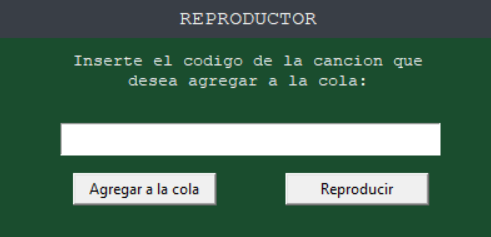 REPRODUCTOR
Inserte el codigo de la cancion que
desea agregar a la cola:
Agregar a la cola
Reproducir